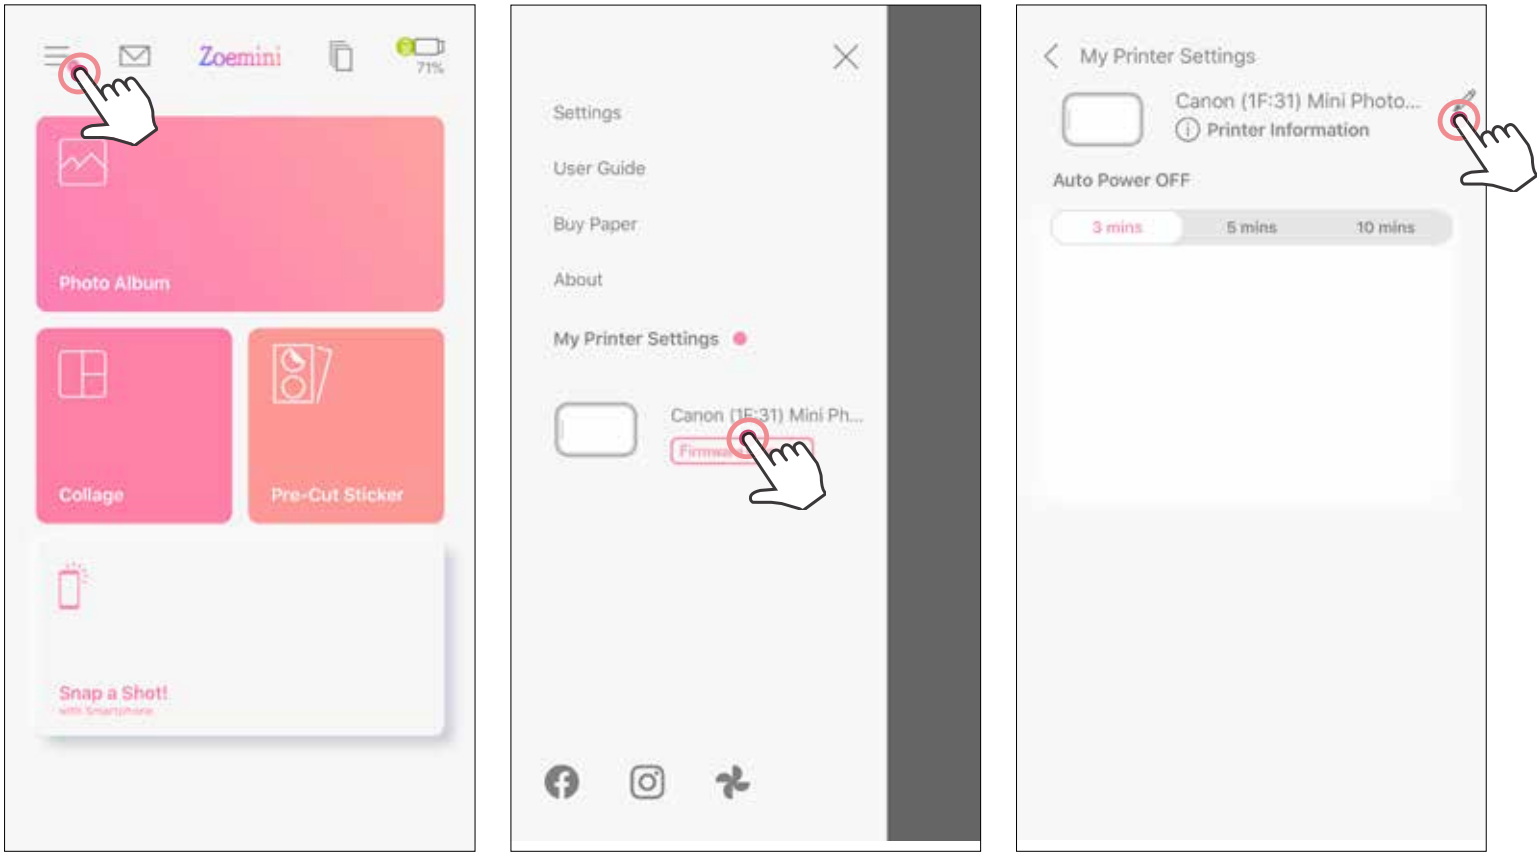 Zoemini
71%
Photo Album
Collage
Pre-Cut Sticker
Snap a Shot!
with Smartphone
Settings
User Guide
Buy Paper
About
My Printer Settings
Canon (1F:31) Mini Ph...
My Printer Settings
Canon (1F:31) Mini Photo...
Printer Information
Auto Power OFF
3 mins
5 mins
10 mins